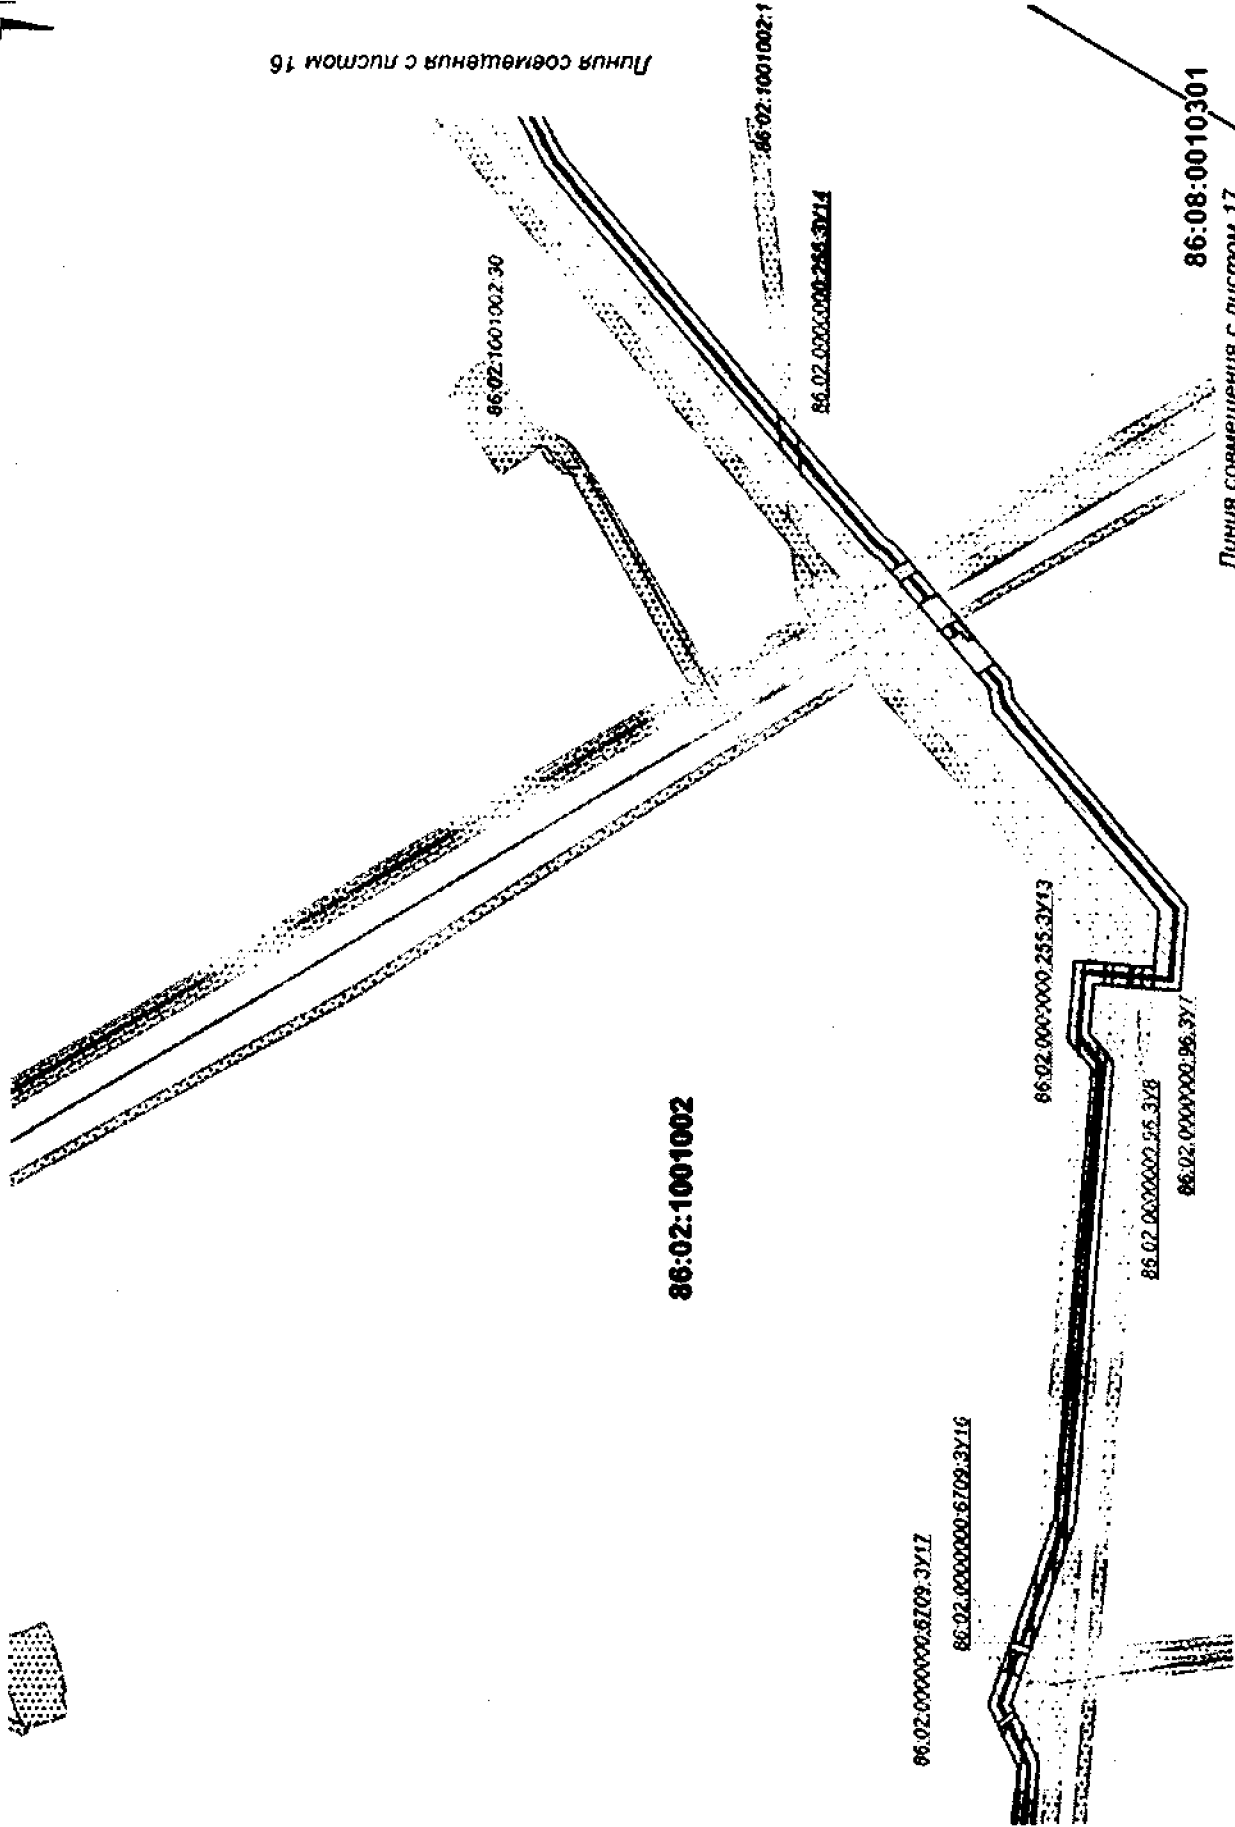 Линия совмещения с листом 16
86:02:1001002:1
86:02:1001002:30
86:08:0010301
Линия совмещения с листом 17
86:02:0000000:255:ЗУ14
86:02:0000000:255:ЗУ13
86:02:1001002
86:02:0000000:96:ЗУ8
86:02:0000000:96:ЗУ7
86:02:0000000:6709:ЗУ17
86:02:0000000:6709:ЗУ16